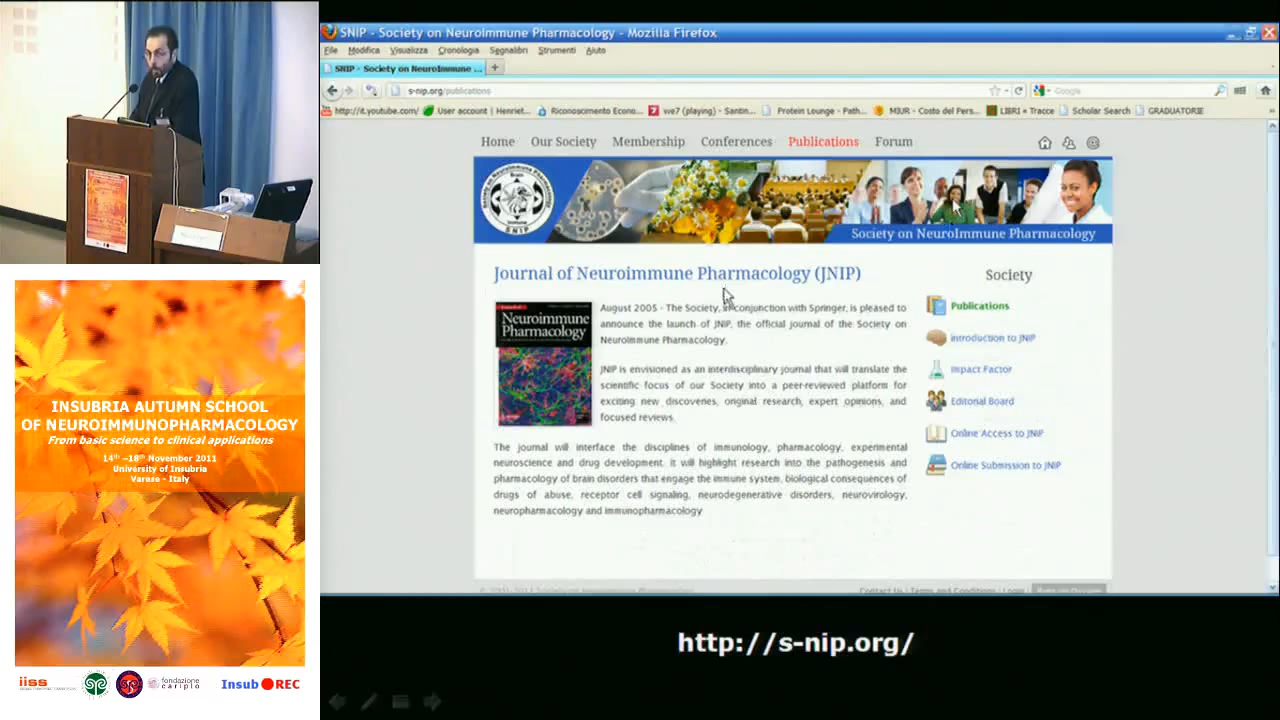 SNIP - Society on NeuroImmune Pharmacology - Mozilla Firefox
File Modifica Visualizza Cronologia Segnalibri Strumenti Aiuto
SNIP - Society on NeuroImmune ...
s-nip.org/publications
Google
http://it.youtube.com/ User account | Henriet... Riconoscimento Econo... we7 (playing) - Santin... Protein Lounge - Path... MIUR - Costo del Pers... LIBRI « Tracce Scholar Search GRADUATORIE
Home Our Society Membership Conferences Publications Forum
S.N.I.P.
Society on NeuroImmune Pharmacology
Journal of Neuroimmune Pharmacology (JNIP)
Neuroimmune
Pharmacology
August 2005 - The Society, in conjunction with Springer, is pleased to
announce the launch of JNIP, the official journal of the Society on
NeuroImmune Pharmacology.
JNIP is envisioned as an interdisciplinary journal that will translate the
scientific focus of our Society into a peer-reviewed platform for
exciting new discoveries, original research, expert opinions, and
focused reviews.
The journal will interface the disciplines of immunology, pharmacology, experimental
neuroscience and drug development. It will highlight research into the pathogenesis and
pharmacology of brain disorders that engage the immune system, biological consequences of
drugs of abuse, receptor cell signaling, neurodegenerative disorders, neurovirology,
neuropharmacology and immunopharmacology
Society
Publications
Introduction to JNIP
Impact Factor
Editorial Board
Online Access to JNIP
Online Submission to JNIP
Contact Us | Terms and Conditions | Login
http://s-nip.org/
INSUBRIA AUTUMN SCHOOL
OF NEUROIMMUNOPHARMACOLOGY
From basic science to clinical applications
14th –18th November 2011
University of Insubria
Varese - Italy
iiss
fondazione
cariplo
Insub REC